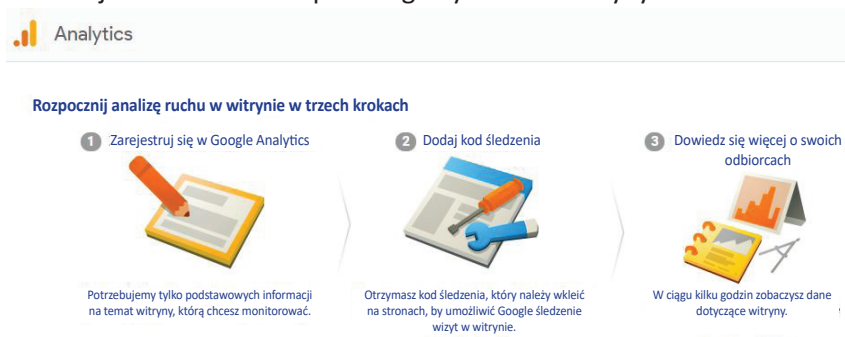 Analytics
Rozpocznij analizę ruchu w witrynie w trzech krokach
1 Zarejestruj się w Google Analytics
Potrzebujemy tylko podstawowych informacji
na temat witryny, którą chcesz monitorować.
2 Dodaj kod śledzenia
Otrzymasz kod śledzenia, który należy wkleić
na stronach, by umożliwić Google śledzenie
wizyt w witrynie.
3 Dowiedz się więcej o swoich
odbiorcach
W ciągu kilku godzin zobaczysz dane
dotyczące witryny.